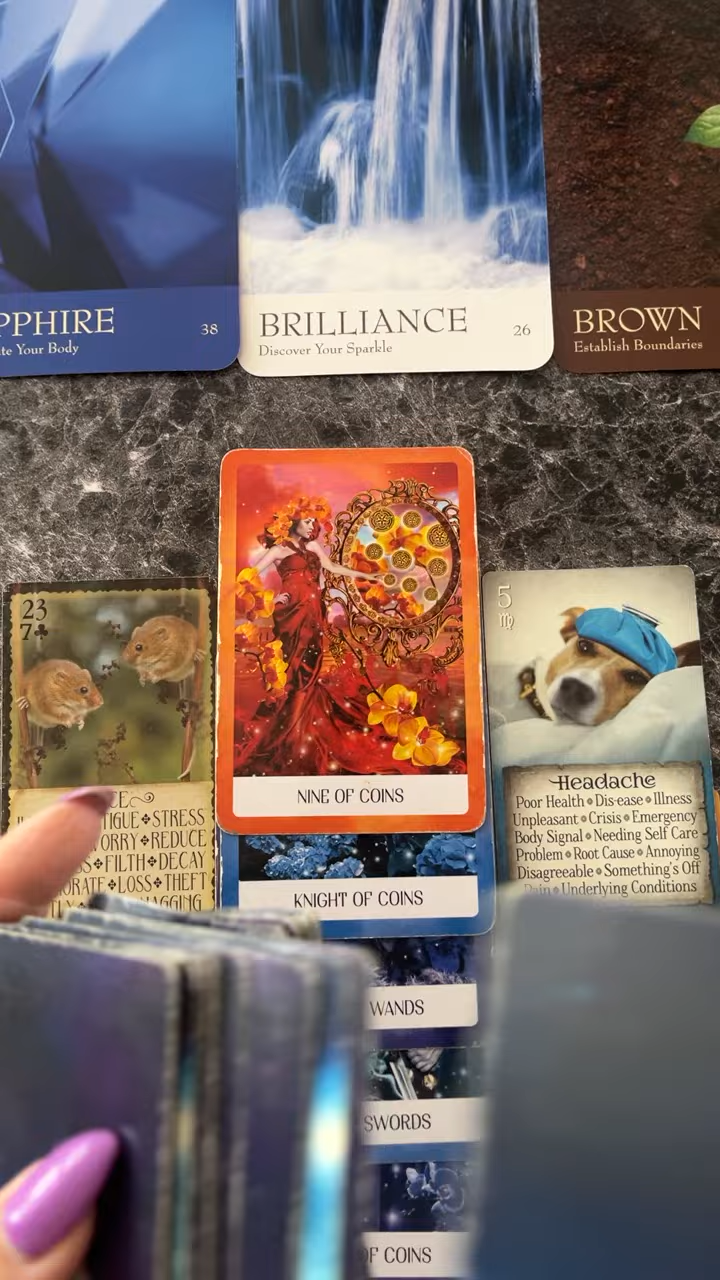 PPHIRE
38
te Your Body
BRILLIANCE
26
Discover Your Sparkle
BROWN
Establish Boundaries
23
7♣
CE
TIGUE❖STRESS
ORRY❖REDUCE
S❖FILTH❖DECAY
ORATE❖LOSS❖THEFT
NAGGING
NINE OF COINS
KNIGHT OF COINS
WANDS
SWORDS
OF COINS
5
♍
Headache
Poor Health • Dis-ease • Illness
Unpleasant • Crisis • Emergency
Body Signal • Needing Self Care
Problem • Root Cause • Annoying
Disagreeable • Something's Off
Pain • Underlying Conditions